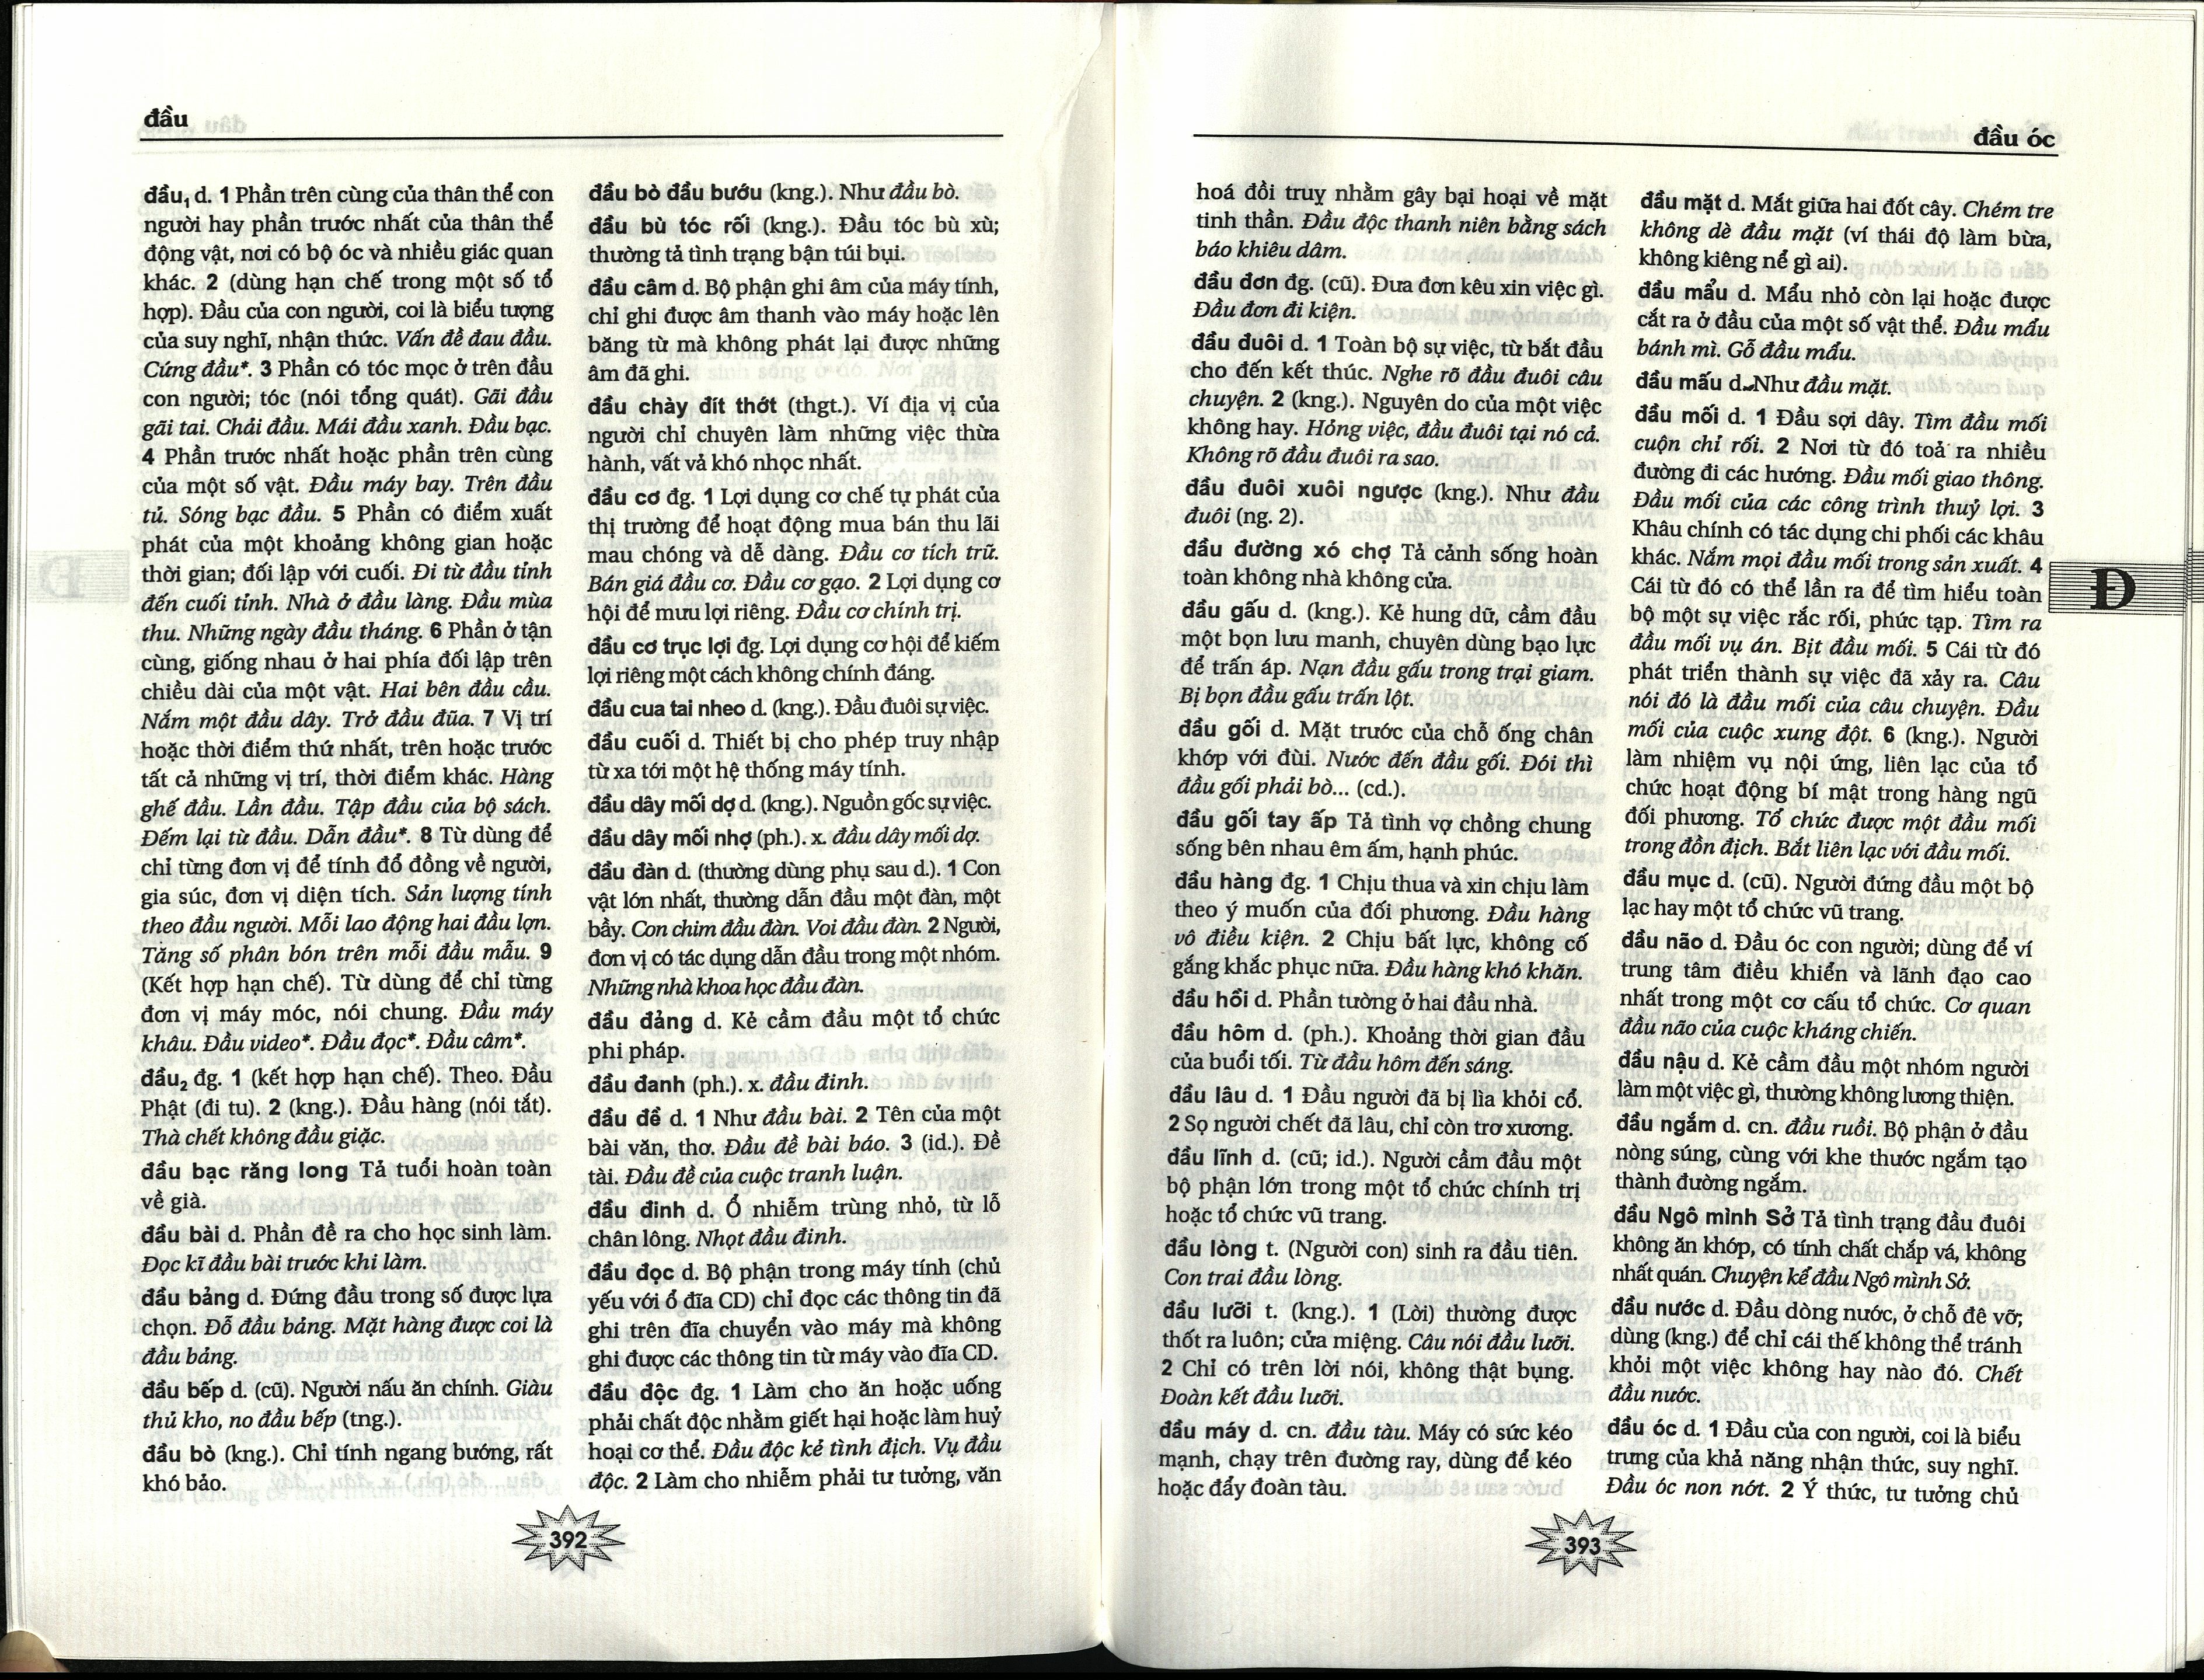 đầu
đầu₁ d. 1 Phần trên cùng của thân thể con
người hay phần trước nhất của thân thể
động vật, nơi có bộ óc và nhiều giác quan
khác. 2 (dùng hạn chế trong một số tổ
hợp). Đầu của con người, coi là biểu tượng
của suy nghĩ, nhận thức. Vấn đề đau đầu.
Cứng đầu*. 3 Phần có tóc mọc ở trên đầu
con người; tóc (nói tổng quát). Gãi đầu
gãi tai. Chải đầu. Mái đầu xanh. Đầu bạc.
4 Phần trước nhất hoặc phần trên cùng
của một số vật. Đầu máy bay. Trên đầu
tủ. Sóng bạc đầu. 5 Phần có điểm xuất
phát của một khoảng không gian hoặc
thời gian; đối lập với cuối. Đi từ đầu tỉnh
đến cuối tỉnh. Nhà ở đầu làng. Đầu mùa
thu. Những ngày đầu tháng. 6 Phần ở tận
cùng, giống nhau ở hai phía đối lập trên
chiều dài của một vật. Hai bên đầu cầu.
Nắm một đầu dây. Trở đầu đũa. 7 Vị trí
hoặc thời điểm thứ nhất, trên hoặc trước
tất cả những vị trí, thời điểm khác. Hàng
ghế đầu. Lần đầu. Tập đầu của bộ sách.
Đếm lại từ đầu. Dẫn đầu*. 8 Từ dùng để
chỉ từng đơn vị để tính đổ đồng về người,
gia súc, đơn vị diện tích. Sản lượng tính
theo đầu người. Mỗi lao động hai đầu lợn.
Tăng số phân bón trên mỗi đầu mẫu. 9
(Kết hợp hạn chế). Từ dùng để chỉ từng
đơn vị máy móc, nói chung. Đầu máy
khâu. Đầu video*. Đầu đọc*. Đầu câm*.
đầu₂ đg. 1 (kết hợp hạn chế). Theo. Đầu
Phật (đi tu). 2 (kng.). Đầu hàng (nói tắt).
Thà chết không đầu giặc.
đầu bạc răng long Tả tuổi hoàn toàn
về già.
đầu bài d. Phần đề ra cho học sinh làm.
Đọc kĩ đầu bài trước khi làm.
đầu bảng d. Đứng đầu trong số được lựa
chọn. Đỗ đầu bảng. Mặt hàng được coi là
đầu bảng.
đầu bếp d. (cũ). Người nấu ăn chính. Giàu
thủ kho, no đầu bếp (tng.).
đầu bò (kng.). Chỉ tính ngang bướng, rất
khó bảo.
đầu bò đầu bướu (kng.). Như đầu bò.
đầu bù tóc rối (kng.). Đầu tóc bù xù;
thường tả tình trạng bận túi bụi.
đầu câm d. Bộ phận ghi âm của máy tính,
chỉ ghi được âm thanh vào máy hoặc lên
băng từ mà không phát lại được những
âm đã ghi.
đầu chày đít thớt (thgt.). Ví địa vị của
người chỉ chuyên làm những việc thừa
hành, vất vả khó nhọc nhất.
đầu cơ đg. 1 Lợi dụng cơ chế tự phát của
thị trường để hoạt động mua bán thu lãi
mau chóng và dễ dàng. Đầu cơ tích trữ.
Bán giá đầu cơ. Đầu cơ gạo. 2 Lợi dụng cơ
hội để mưu lợi riêng. Đầu cơ chính trị.
đầu cơ trục lợi đg. Lợi dụng cơ hội để kiếm
lợi riêng một cách không chính đáng.
đầu cua tai nheo d. (kng.). Đầu đuôi sự việc.
đầu cuối d. Thiết bị cho phép truy nhập
từ xa tới một hệ thống máy tính.
đầu dây mối dợ d. (kng.). Nguồn gốc sự việc.
đầu dây mối nhợ (ph.). x. đầu dây mối dợ.
đầu đàn d. (thường dùng phụ sau d.). 1 Con
vật lớn nhất, thường dẫn đầu một đàn, một
bầy. Con chim đầu đàn. Voi đầu đàn. 2 Người,
đơn vị có tác dụng dẫn đầu trong một nhóm.
Những nhà khoa học đầu đàn.
đầu đảng d. Kẻ cầm đầu một tổ chức
phi pháp.
đầu đanh (ph.). x. đầu đinh.
đầu đề d. 1 Như đầu bài. 2 Tên của một
bài văn, thơ. Đầu đề bài báo. 3 (id.). Đề
tài. Đầu đề của cuộc tranh luận.
đầu đinh d. Ổ nhiễm trùng nhỏ, từ lỗ
chân lông. Nhọt đầu đinh.
đầu đọc d. Bộ phận trong máy tính (chủ
yếu với ổ đĩa CD) chỉ đọc các thông tin đã
ghi trên đĩa chuyển vào máy mà không
ghi được các thông tin từ máy vào đĩa CD.
đầu độc đg. 1 Làm cho ăn hoặc uống
phải chất độc nhằm giết hại hoặc làm huỷ
hoại cơ thể. Đầu độc kẻ tình địch. Vụ đầu
độc. 2 Làm cho nhiễm phải tư tưởng, văn
392
đầu óc
hoá đồi truỵ nhằm gây bại hoại về mặt
tinh thần. Đầu độc thanh niên bằng sách
báo khiêu dâm.
đầu đơn đg. (cũ). Đưa đơn kêu xin việc gì.
Đầu đơn đi kiện.
đầu đuôi d. 1 Toàn bộ sự việc, từ bắt đầu
cho đến kết thúc. Nghe rõ đầu đuôi câu
chuyện. 2 (kng.). Nguyên do của một việc
không hay. Hỏng việc, đầu đuôi tại nó cả.
Không rõ đầu đuôi ra sao.
đầu đuôi xuôi ngược (kng.). Như đầu
đuôi (ng. 2).
đầu đường xó chợ Tả cảnh sống hoàn
toàn không nhà không cửa.
đầu gấu d. (kng.). Kẻ hung dữ, cầm đầu
một bọn lưu manh, chuyên dùng bạo lực
để trấn áp. Nạn đầu gấu trong trại giam.
Bị bọn đầu gấu trấn lột.
đầu gối d. Mặt trước của chỗ ống chân
khớp với đùi. Nước đến đầu gối. Đói thì
đầu gối phải bò... (cd.).
đầu gối tay ấp Tả tình vợ chồng chung
sống bên nhau êm ấm, hạnh phúc.
đầu hàng đg. 1 Chịu thua và xin chịu làm
theo ý muốn của đối phương. Đầu hàng
vô điều kiện. 2 Chịu bất lực, không cố
gắng khắc phục nữa. Đầu hàng khó khăn.
đầu hồi d. Phần tường ở hai đầu nhà.
đầu hôm d. (ph.). Khoảng thời gian đầu
của buổi tối. Từ đầu hôm đến sáng.
đầu lâu d. 1 Đầu người đã bị lìa khỏi cổ.
2 Sọ người chết đã lâu, chỉ còn trơ xương.
đầu lĩnh d. (cũ; id.). Người cầm đầu một
bộ phận lớn trong một tổ chức chính trị
hoặc tổ chức vũ trang.
đầu lòng t. (Người con) sinh ra đầu tiên.
Con trai đầu lòng.
đầu lưỡi t. (kng.). 1 (Lời) thường được
thốt ra luôn; cửa miệng. Câu nói đầu lưỡi.
2 Chỉ có trên lời nói, không thật bụng.
Đoàn kết đầu lưỡi.
đầu máy d. cn. đầu tàu. Máy có sức kéo
mạnh, chạy trên đường ray, dùng để kéo
hoặc đẩy đoàn tàu.
đầu mặt d. Mắt giữa hai đốt cây. Chém tre
không dè đầu mặt (ví thái độ làm bừa,
không kiêng nể gì ai).
đầu mẩu d. Mẩu nhỏ còn lại hoặc được
cắt ra ở đầu của một số vật thể. Đầu mẩu
bánh mì. Gỗ đầu mẩu.
đầu mấu d. Như đầu mặt.
đầu mối d. 1 Đầu sợi dây. Tìm đầu mối
cuộn chỉ rối. 2 Nơi từ đó toả ra nhiều
đường đi các hướng. Đầu mối giao thông.
Đầu mối của các công trình thuỷ lợi. 3
Khâu chính có tác dụng chi phối các khâu
khác. Nắm mọi đầu mối trong sản xuất. 4
Cái từ đó có thể lần ra để tìm hiểu toàn
bộ một sự việc rắc rối, phức tạp. Tìm ra
đầu mối vụ án. Bịt đầu mối. 5 Cái từ đó
phát triển thành sự việc đã xảy ra. Câu
nói đó là đầu mối của câu chuyện. Đầu
mối của cuộc xung đột. 6 (kng.). Người
làm nhiệm vụ nội ứng, liên lạc của tổ
chức hoạt động bí mật trong hàng ngũ
đối phương. Tổ chức được một đầu mối
trong đồn địch. Bắt liên lạc với đầu mối.
đầu mục d. (cũ). Người đứng đầu một bộ
lạc hay một tổ chức vũ trang.
đầu não d. Đầu óc con người; dùng để ví
trung tâm điều khiển và lãnh đạo cao
nhất trong một cơ cấu tổ chức. Cơ quan
đầu não của cuộc kháng chiến.
đầu nậu d. Kẻ cầm đầu một nhóm người
làm một việc gì, thường không lương thiện.
đầu ngắm d. cn. đầu ruồi. Bộ phận ở đầu
nòng súng, cùng với khe thước ngắm tạo
thành đường ngắm.
đầu Ngô mình Sở Tả tình trạng đầu đuôi
không ăn khớp, có tính chất chắp vá, không
nhất quán. Chuyện kể đầu Ngô mình Sở.
đầu nước d. Đầu dòng nước, ở chỗ đê vỡ;
dùng (kng.) để chỉ cái thế không thể tránh
khỏi một việc không hay nào đó. Chết
đầu nước.
đầu óc d. 1 Đầu của con người, coi là biểu
trưng của khả năng nhận thức, suy nghĩ.
Đầu óc non nớt. 2 Ý thức, tư tưởng chủ
Đ
393